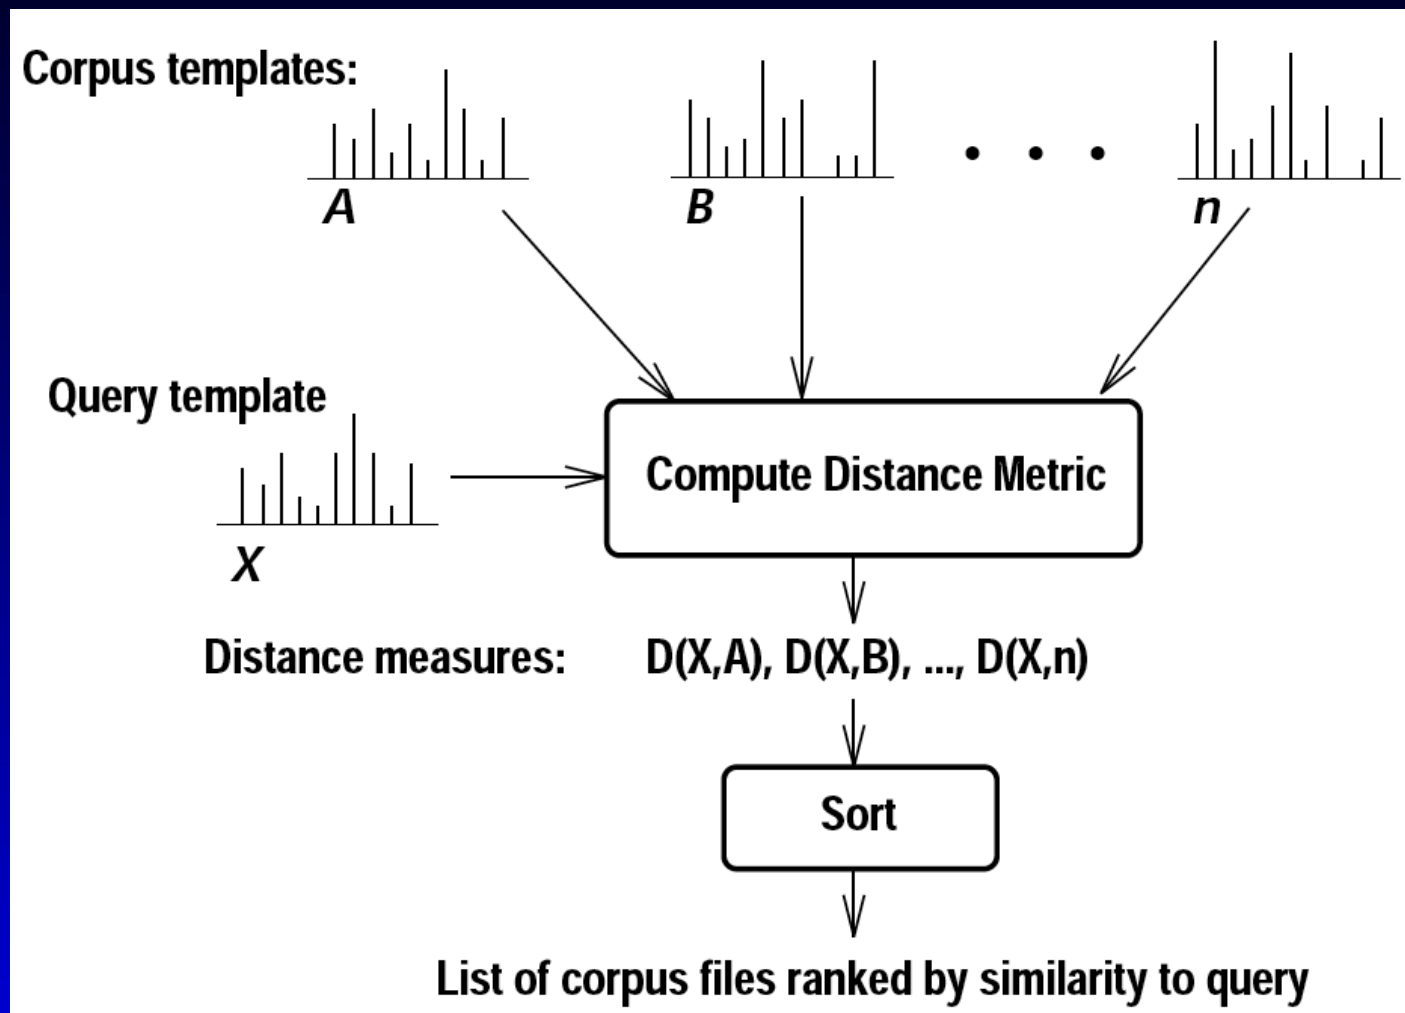 Corpus templates:
A
B
n
Query template
X
Compute Distance Metric
Distance measures: D(X,A), D(X,B), ..., D(X,n)
Sort
List of corpus files ranked by similarity to query